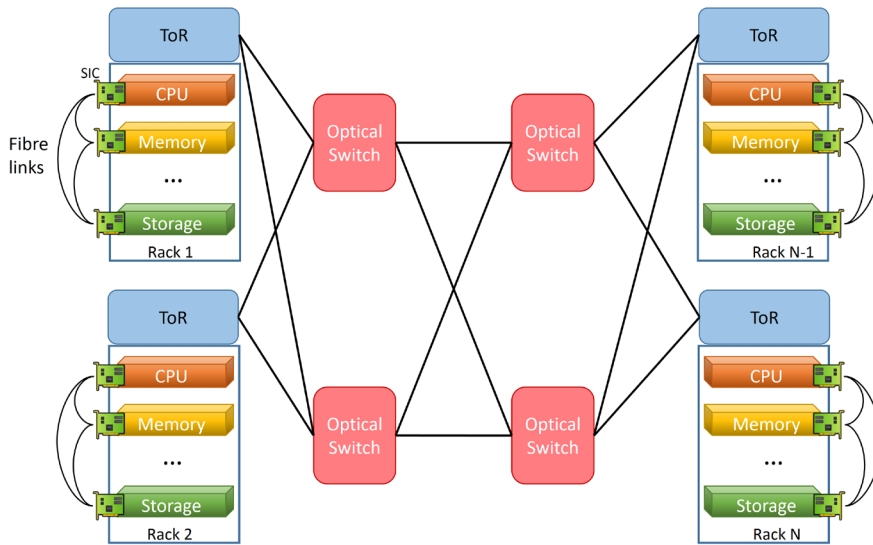 ToR
SIC
CPU
Fibre
links
Memory
...
Storage
Rack 1
ToR
CPU
Memory
...
Storage
Rack 2
Optical
Switch
Optical
Switch
Optical
Switch
Optical
Switch
ToR
CPU
Memory
...
Storage
Rack N-1
ToR
CPU
Memory
...
Storage
Rack N